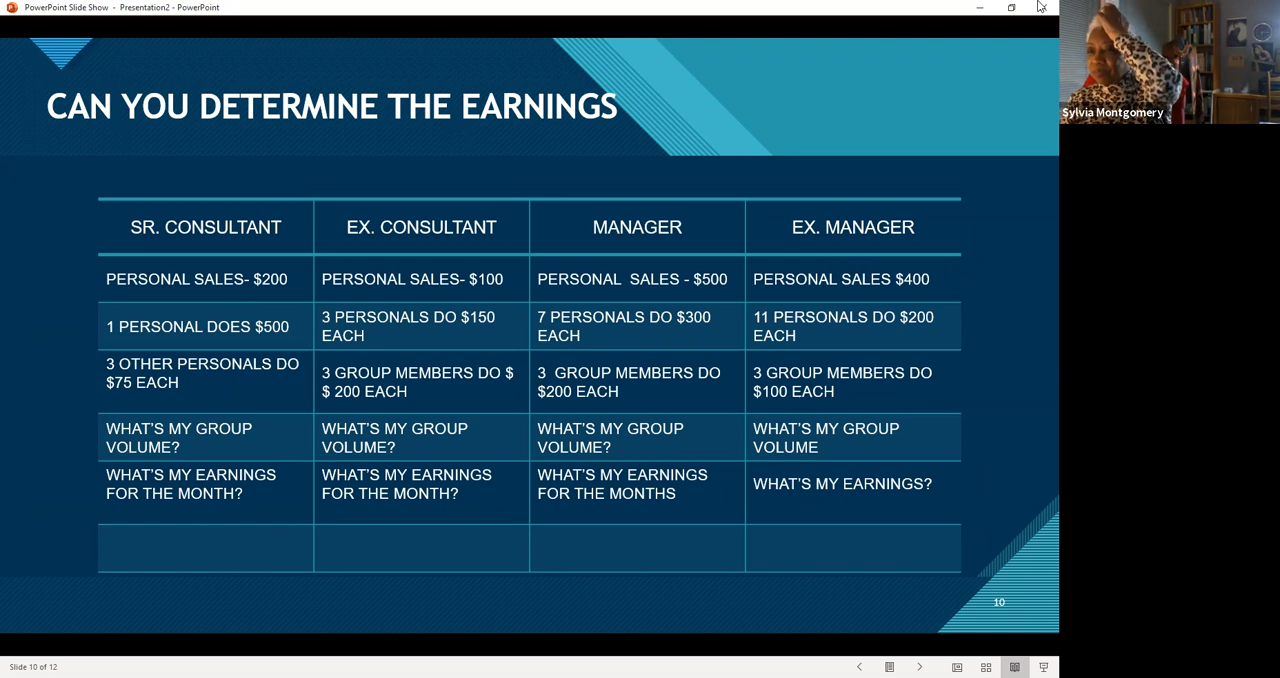 PowerPoint Slide Show - Presentation2 - PowerPoint
CAN YOU DETERMINE THE EARNINGS
Sylvia Montgomery
SR. CONSULTANT
EX. CONSULTANT
MANAGER
EX. MANAGER
PERSONAL SALES- $200
PERSONAL SALES- $100
PERSONAL SALES - $500
PERSONAL SALES $400
1 PERSONAL DOES $500
3 PERSONALS DO $150
EACH
7 PERSONALS DO $300
EACH
11 PERSONALS DO $200
EACH
3 OTHER PERSONALS DO
$75 EACH
3 GROUP MEMBERS DO $
$ 200 EACH
3 GROUP MEMBERS DO
$200 EACH
3 GROUP MEMBERS DO
$100 EACH
WHAT'S MY GROUP
VOLUME?
WHAT'S MY GROUP
VOLUME?
WHAT'S MY GROUP
VOLUME?
WHAT'S MY GROUP
VOLUME
WHAT'S MY EARNINGS
FOR THE MONTH?
WHAT'S MY EARNINGS
FOR THE MONTH?
WHAT'S MY EARNINGS
FOR THE MONTHS
WHAT'S MY EARNINGS?
10
Slide 10 of 12